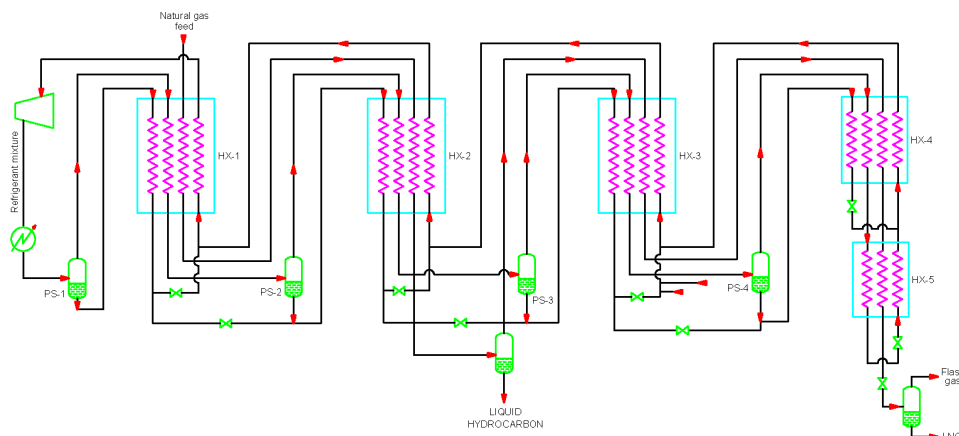 Natural gas
feed
HX-1
HX-2
HX-3
HX-4
Refrigerant mixture
PS-1
PS-2
PS-3
PS-4
HX-5
LIQUID
HYDROCARBON
Flas
gas
LNG